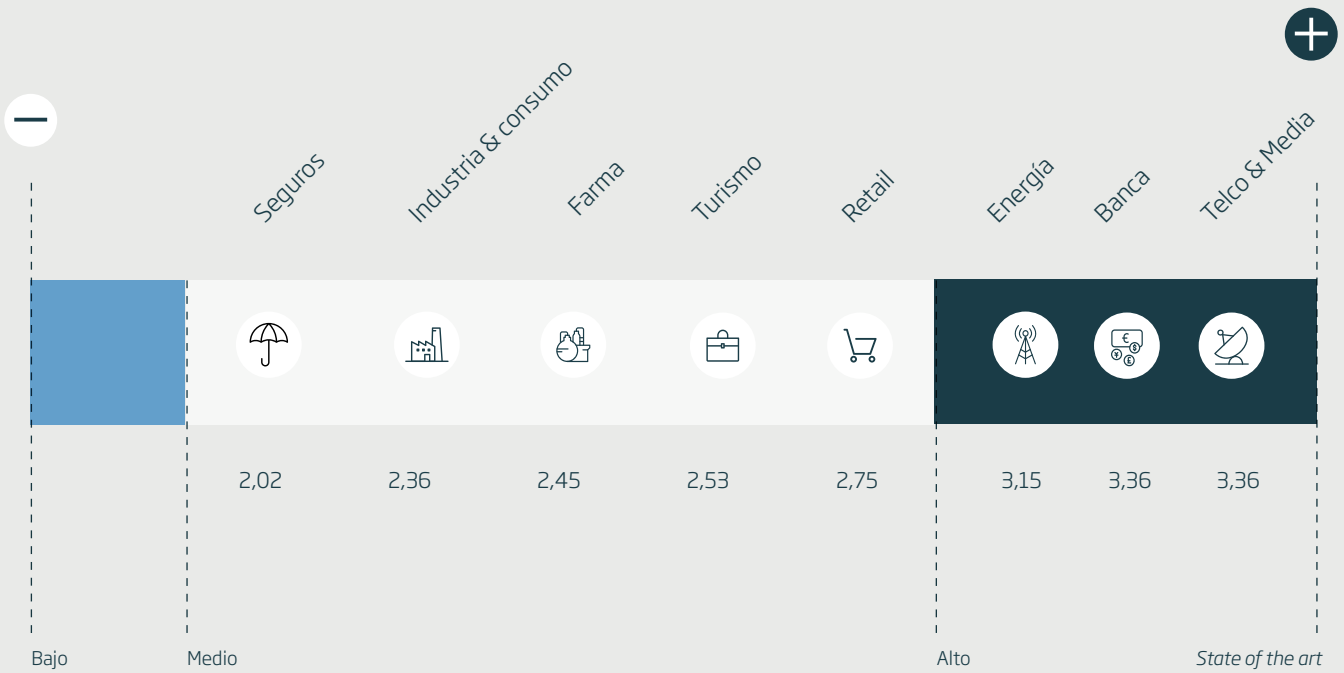 Seguros
Industria & consumo
Farma
Turismo
Retail
Energía
Banca
Telco & Media
2,02
2,36
2,45
2,53
2,75
3,15
3,36
3,36
Bajo
Medio
Alto
State of the art